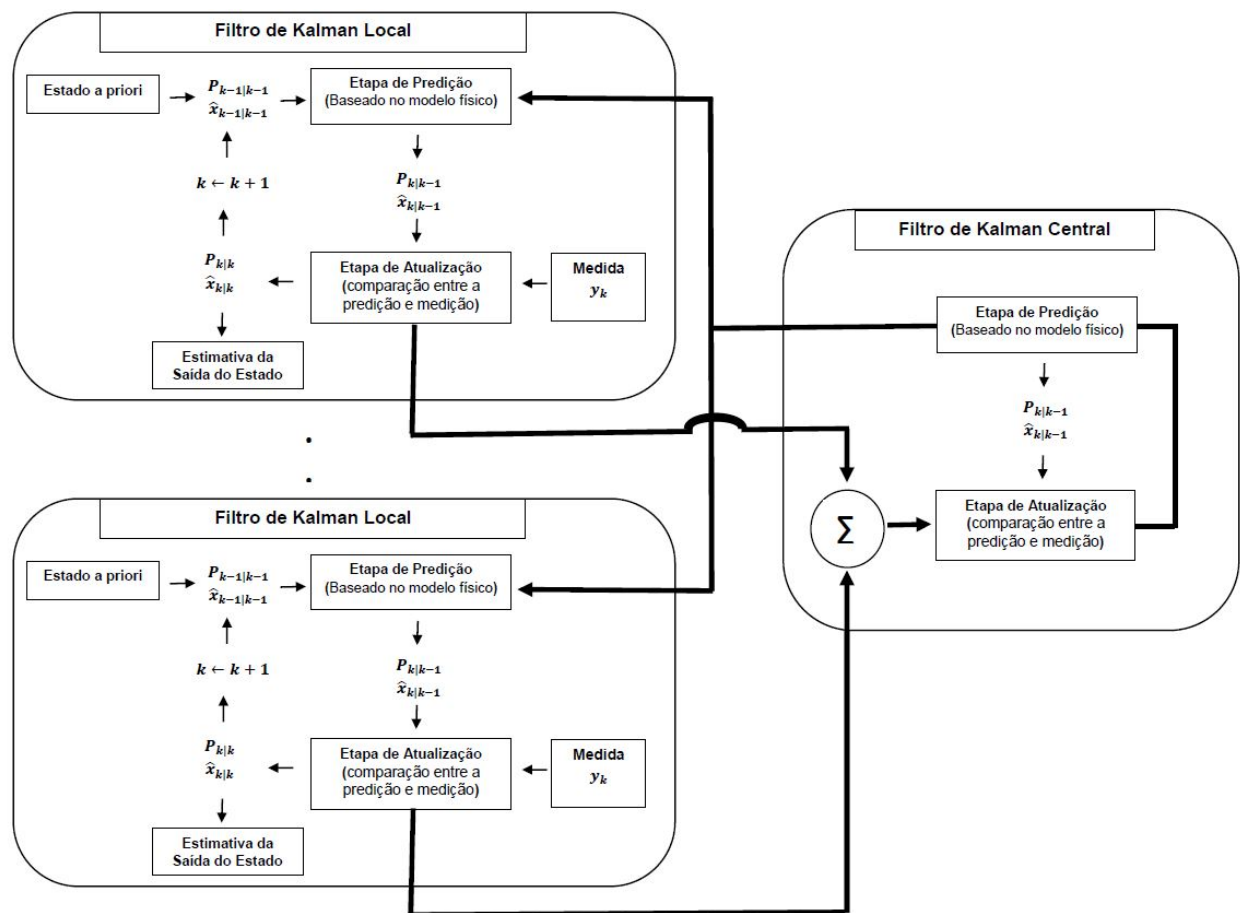 Filtro de Kalman Local
Estado a priori
P_{k-1|k-1}
x̂_{k-1|k-1}
Etapa de Predição
(Baseado no modelo físico)
k ← k + 1
P_{k|k-1}
x̂_{k|k-1}
P_{k|k}
x̂_{k|k}
Etapa de Atualização
(comparação entre a
predição e medição)
Medida
y_k
Estimativa da
Saída do Estado
Filtro de Kalman Central
Etapa de Predição
(Baseado no modelo físico)
P_{k|k-1}
x̂_{k|k-1}
Σ
Etapa de Atualização
(comparação entre a
predição e medição)
Filtro de Kalman Local
Estado a priori
P_{k-1|k-1}
x̂_{k-1|k-1}
Etapa de Predição
(Baseado no modelo físico)
k ← k + 1
P_{k|k-1}
x̂_{k|k-1}
P_{k|k}
x̂_{k|k}
Etapa de Atualização
(comparação entre a
predição e medição)
Medida
y_k
Estimativa da
Saída do Estado